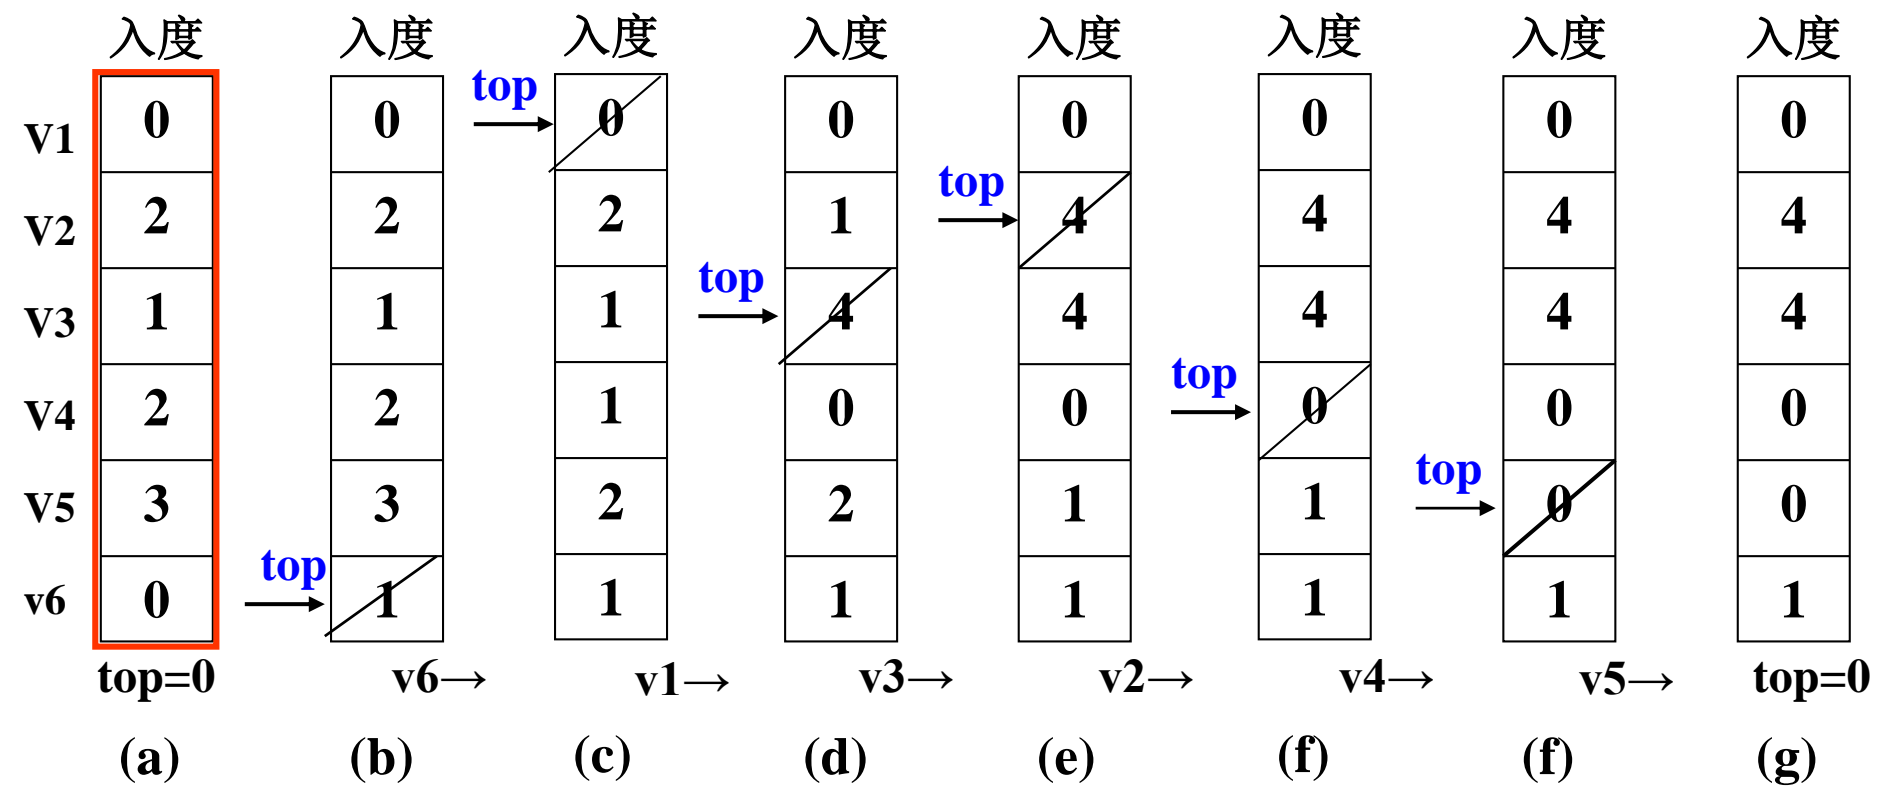 入度 入度 入度 入度 入度 入度 入度 入度
V1 0 0 top 0 0 0 0 0 0
V2 2 2 2 1 top 4 4 4 4
V3 1 1 1 top 4 4 4 4 4
V4 2 2 1 0 0 top 0 0 0
V5 3 3 2 2 1 1 top 0 0
v6 0 top 1 1 1 1 1 1 1
top=0 v6→ v1→ v3→ v2→ v4→ v5→ top=0
(a) (b) (c) (d) (e) (f) (f) (g)